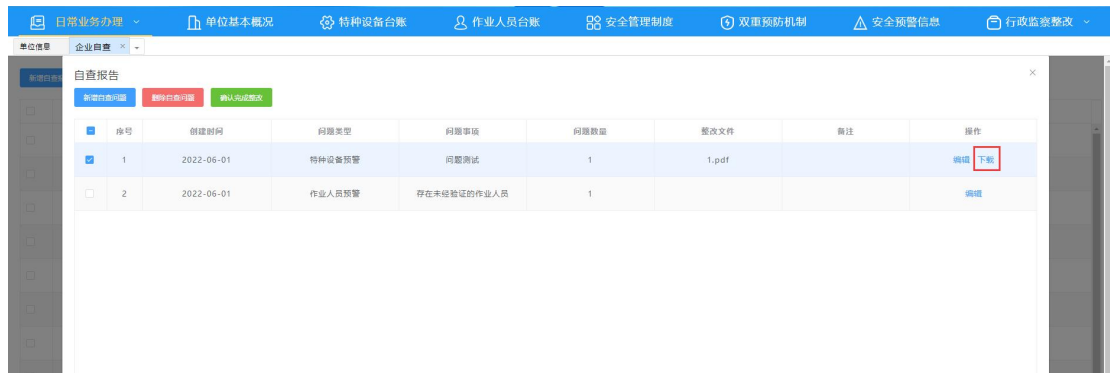 日常业务办理 单位基本概况 特种设备台账 作业人员台账 安全管理制度 双重预防机制 安全预警信息 行政监察整改
单位信息 企业自查
自查报告
新增自查问题 删除自查问题 确认完成整改
序号 创建时间 问题类型 问题事项 问题数量 整改文件 备注 操作
1 2022-06-01 特种设备预警 问题测试 1 1.pdf 编辑 下载
2 2022-06-01 作业人员预警 存在未经验证的作业人员 1 编辑